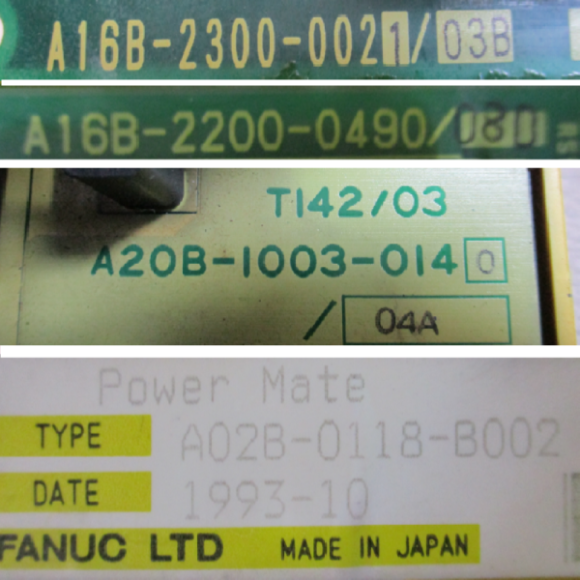 A16B-2300-0021/03B
A16B-2200-0490/08D
T142/03
A20B-1003-0140
/04A
Power Mate
TYPE A02B-0118-B002
DATE 1993-10
FANUC LTD MADE IN JAPAN